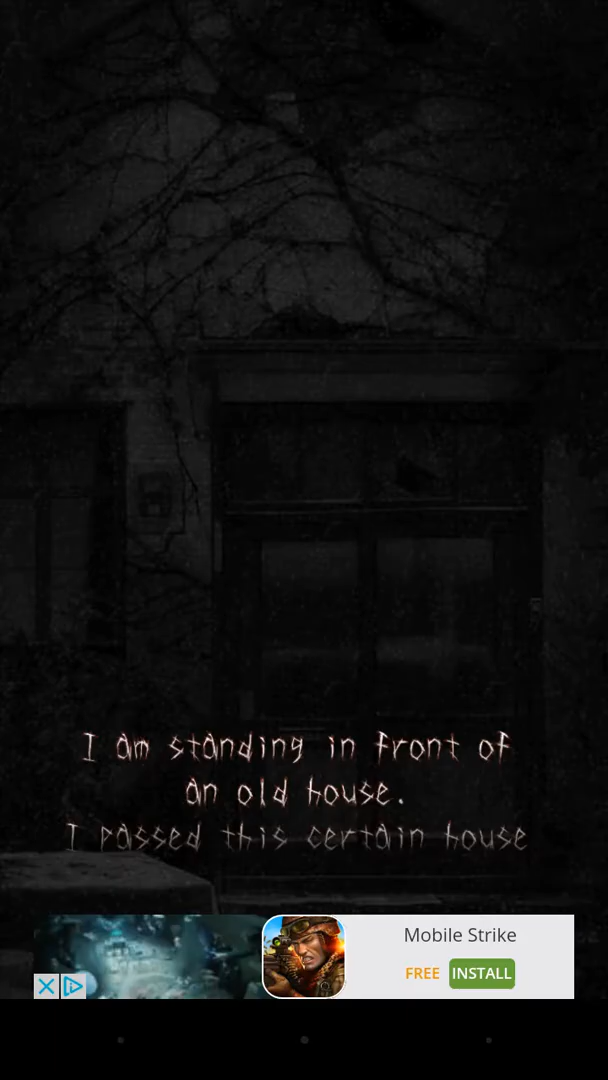 I am standing in front of
an old house.
I passed this certain house
Mobile Strike
FREE INSTALL